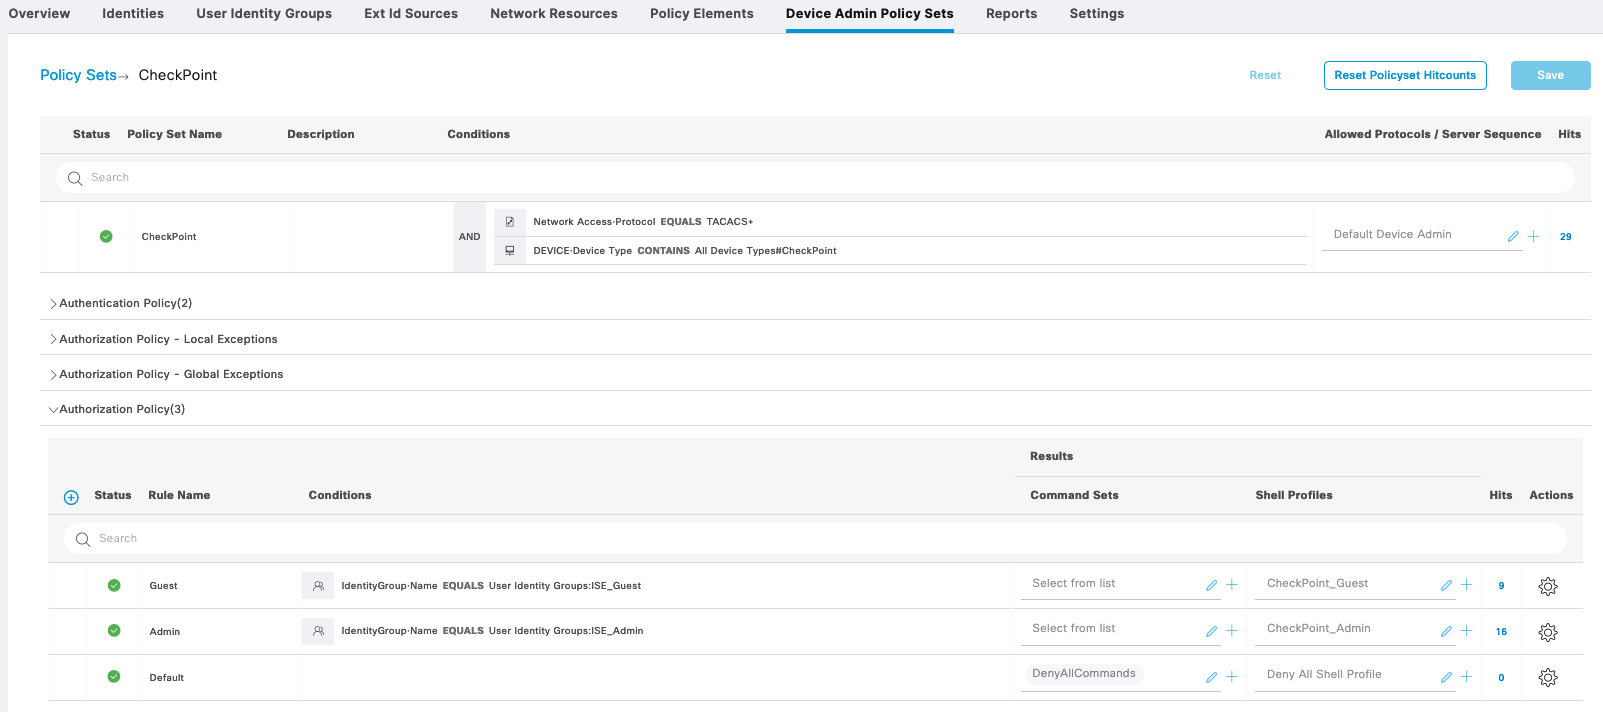 Overview Identities User Identity Groups Ext Id Sources Network Resources Policy Elements Device Admin Policy Sets Reports Settings
Policy Sets→ CheckPoint Reset Reset Policyset Hitcounts Save
Status Policy Set Name Description Conditions Allowed Protocols / Server Sequence Hits
Search
CheckPoint AND Network Access·Protocol EQUALS TACACS+ Default Device Admin 29
DEVICE·Device Type CONTAINS All Device Types#CheckPoint
Authentication Policy(2)
Authorization Policy - Local Exceptions
Authorization Policy - Global Exceptions
Authorization Policy(3)
Results
Status Rule Name Conditions Command Sets Shell Profiles Hits Actions
Search
Guest IdentityGroup·Name EQUALS User Identity Groups:ISE_Guest Select from list CheckPoint_Guest 9
Admin IdentityGroup·Name EQUALS User Identity Groups:ISE_Admin Select from list CheckPoint_Admin 16
Default DenyAllCommands Deny All Shell Profile 0